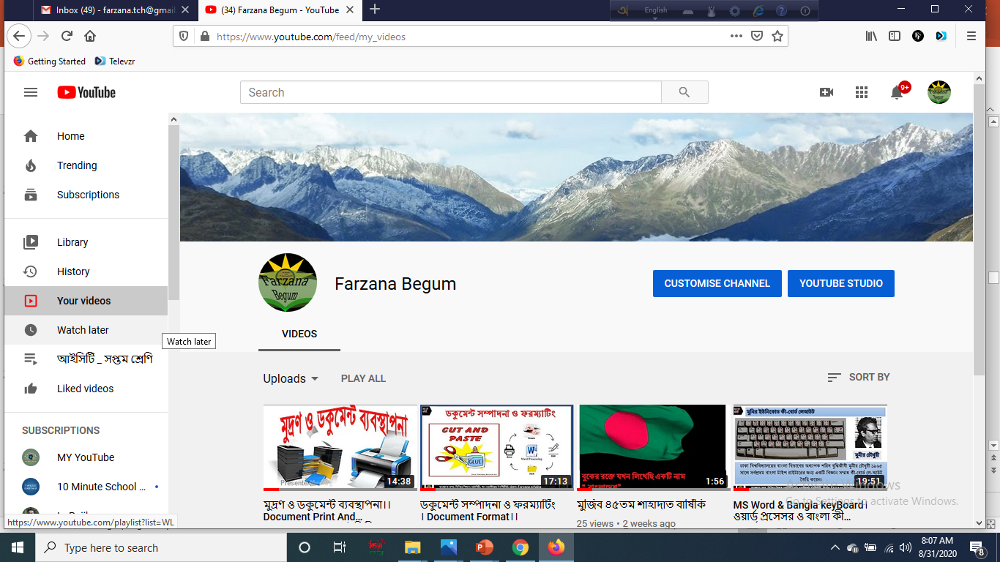 Inbox (49) - farzana.tch@gmail
(34) Farzana Begum - YouTube
English
https://www.youtube.com/feed/my_videos
Getting Started
Televzr
YouTube
Search
9+
Home
Trending
Subscriptions
Library
History
Your videos
Watch later
Watch later
আইসিটি _ সপ্তম শ্রেণি
Liked videos
SUBSCRIPTIONS
MY YouTube
10 Minute School ...
Farzana
Begum
Farzana Begum
CUSTOMISE CHANNEL
YOUTUBE STUDIO
VIDEOS
Uploads
PLAY ALL
SORT BY
মুদ্রণ ও ডকুমেন্ট ব্যবস্থাপনা
14:38
মুদ্রণ ও ডকুমেন্ট ব্যবস্থাপনা।।
Document Print And...
ডকুমেন্ট সম্পাদনা ও ফরম্যাটিং
CUT AND
PASTE
GLUE
17:13
ডকুমেন্ট সম্পাদনা ও ফরম্যাটিং
। Document Format।।
বুকের রক্তে যখন লিখেছি একটি নাম
" বাংলাদেশ"
1:56
মুজিব ৪৫তম শাহাদাত বার্ষিকি
25 views • 2 weeks ago
মুনির ইউনিকোড কী-বোর্ড লেআউট
মুনীর চৌধুরী
19:51
MS Word & Bangla keyBoard।
ওয়ার্ড প্রসেসর ও বাংলা কী...
Go to Settings to activate Windows.
https://www.youtube.com/playlist?list=WL
Type here to search
8:07 AM
8/31/2020
8